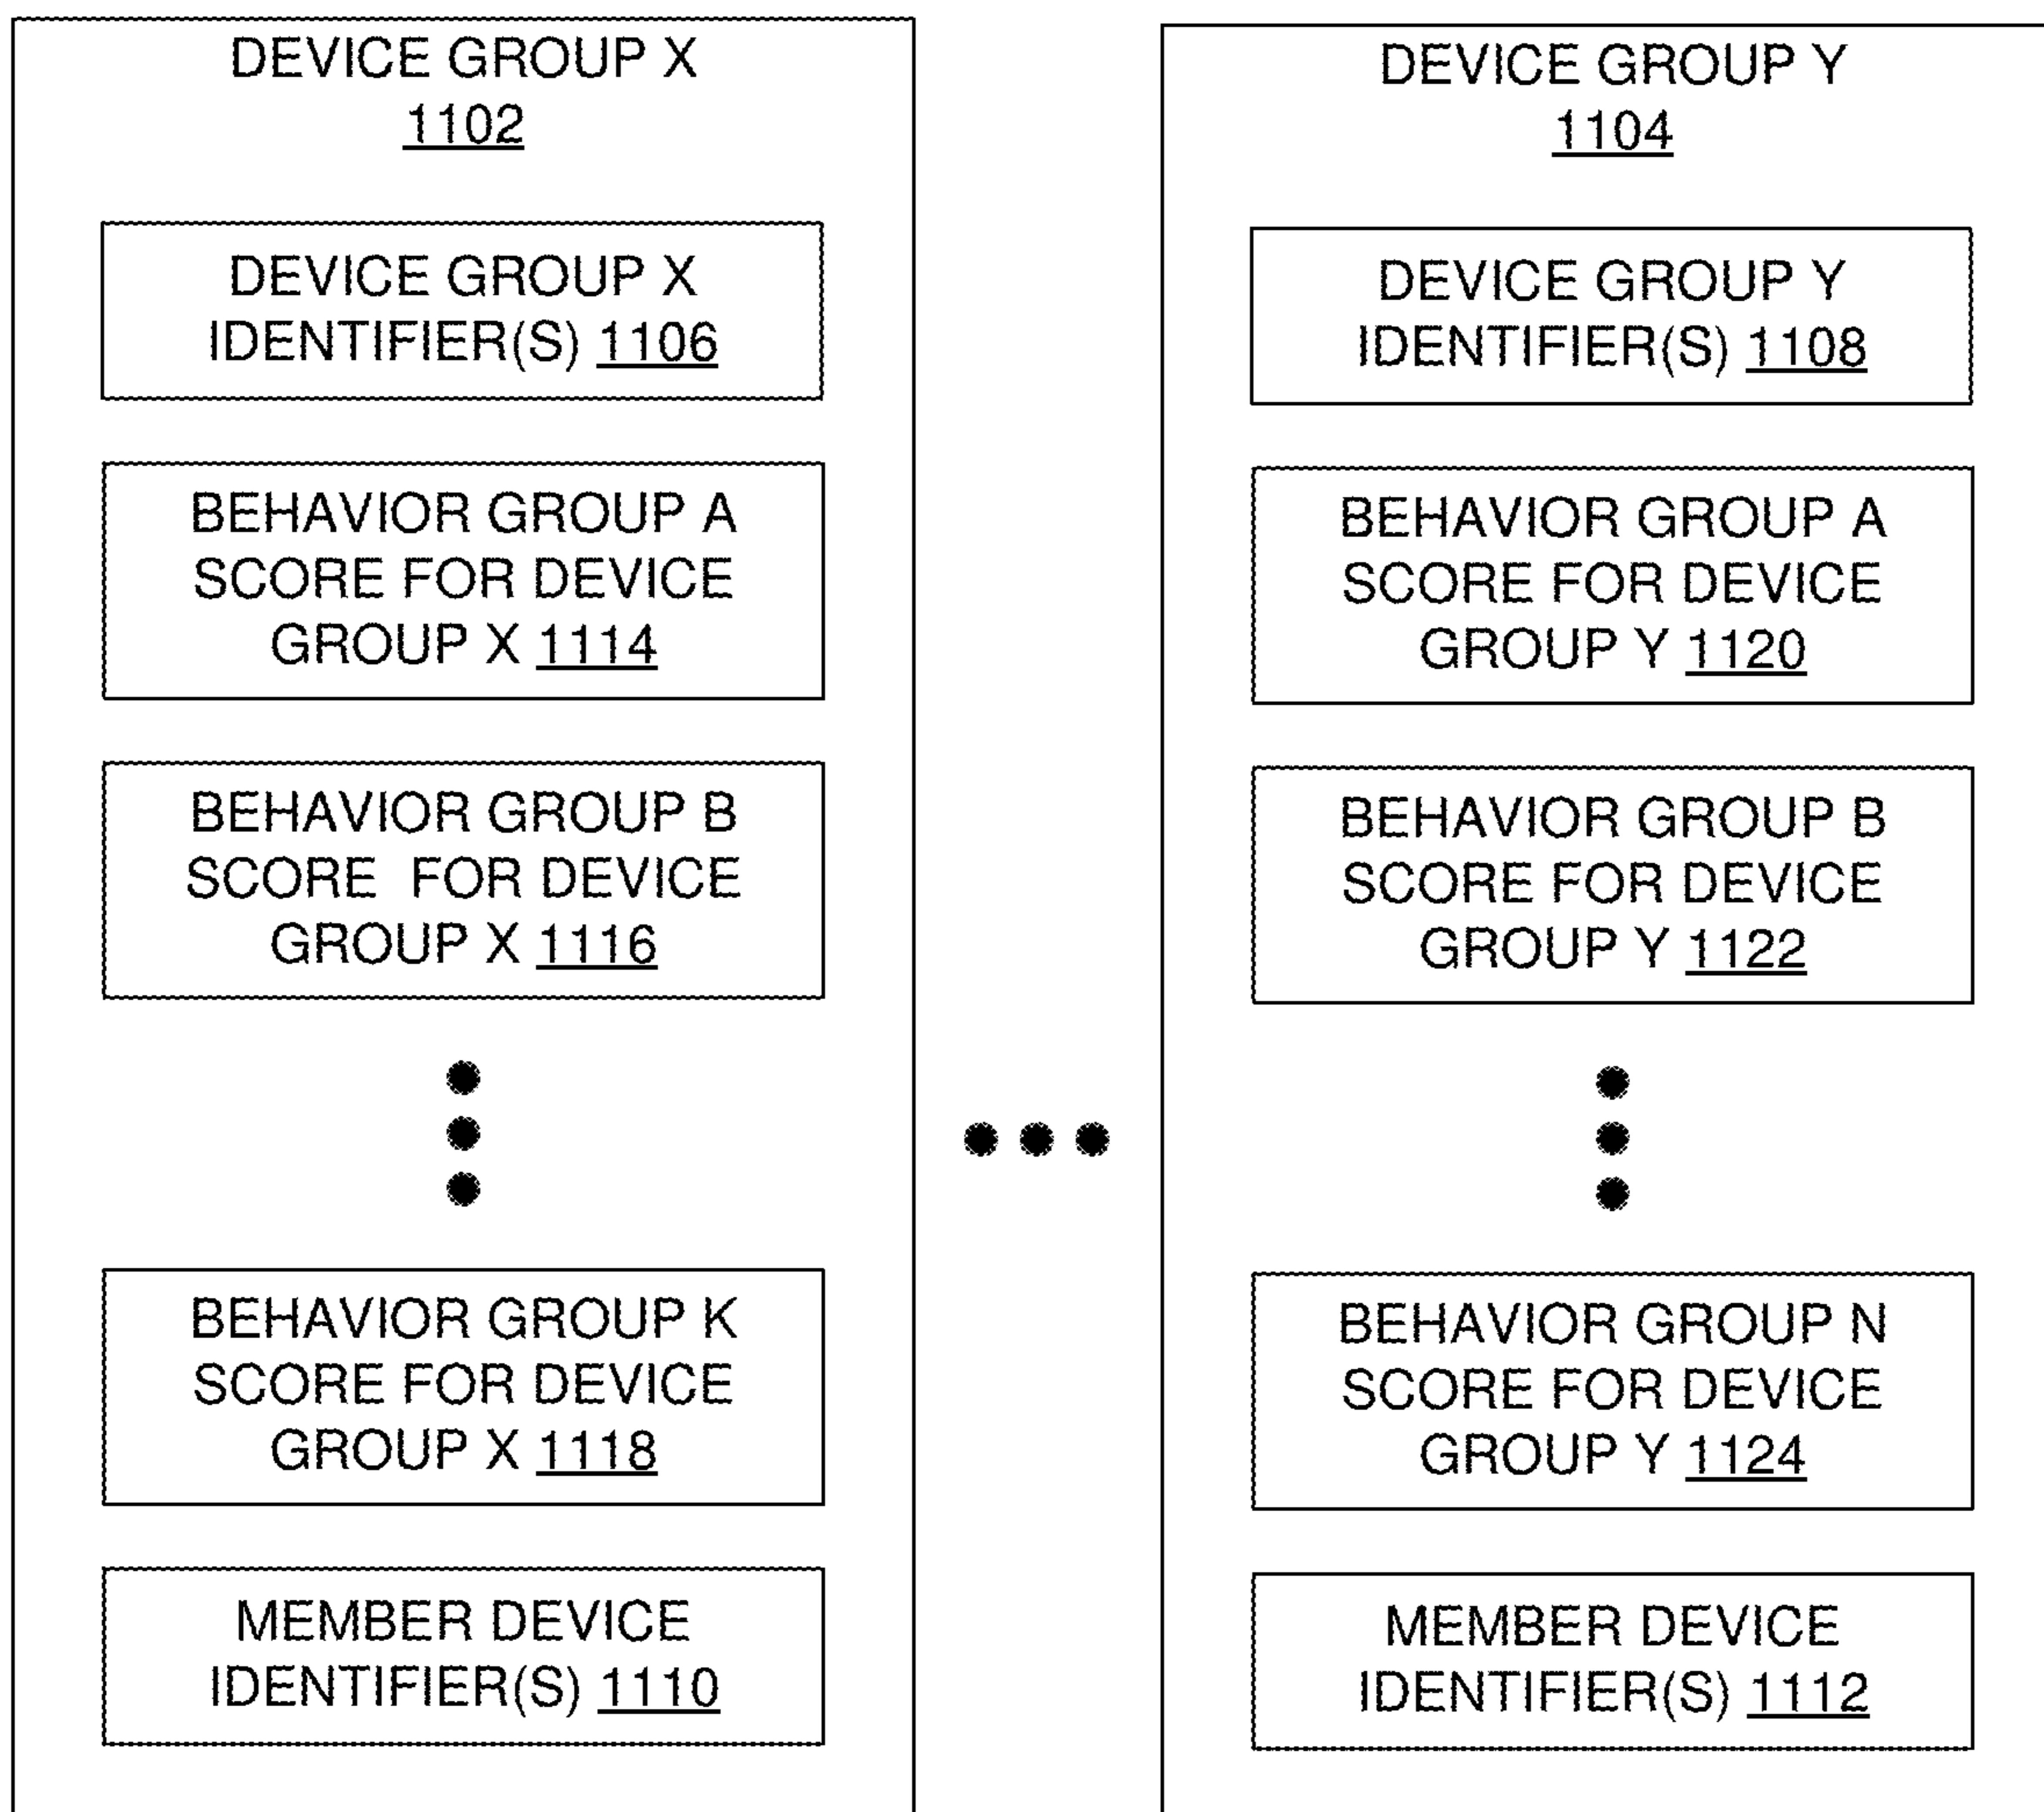 DEVICE GROUP X
1102
DEVICE GROUP X
IDENTIFIER(S) 1106
BEHAVIOR GROUP A
SCORE FOR DEVICE
GROUP X 1114
BEHAVIOR GROUP B
SCORE FOR DEVICE
GROUP X 1116
BEHAVIOR GROUP K
SCORE FOR DEVICE
GROUP X 1118
MEMBER DEVICE
IDENTIFIER(S) 1110
DEVICE GROUP Y
1104
DEVICE GROUP Y
IDENTIFIER(S) 1108
BEHAVIOR GROUP A
SCORE FOR DEVICE
GROUP Y 1120
BEHAVIOR GROUP B
SCORE FOR DEVICE
GROUP Y 1122
BEHAVIOR GROUP N
SCORE FOR DEVICE
GROUP Y 1124
MEMBER DEVICE
IDENTIFIER(S) 1112